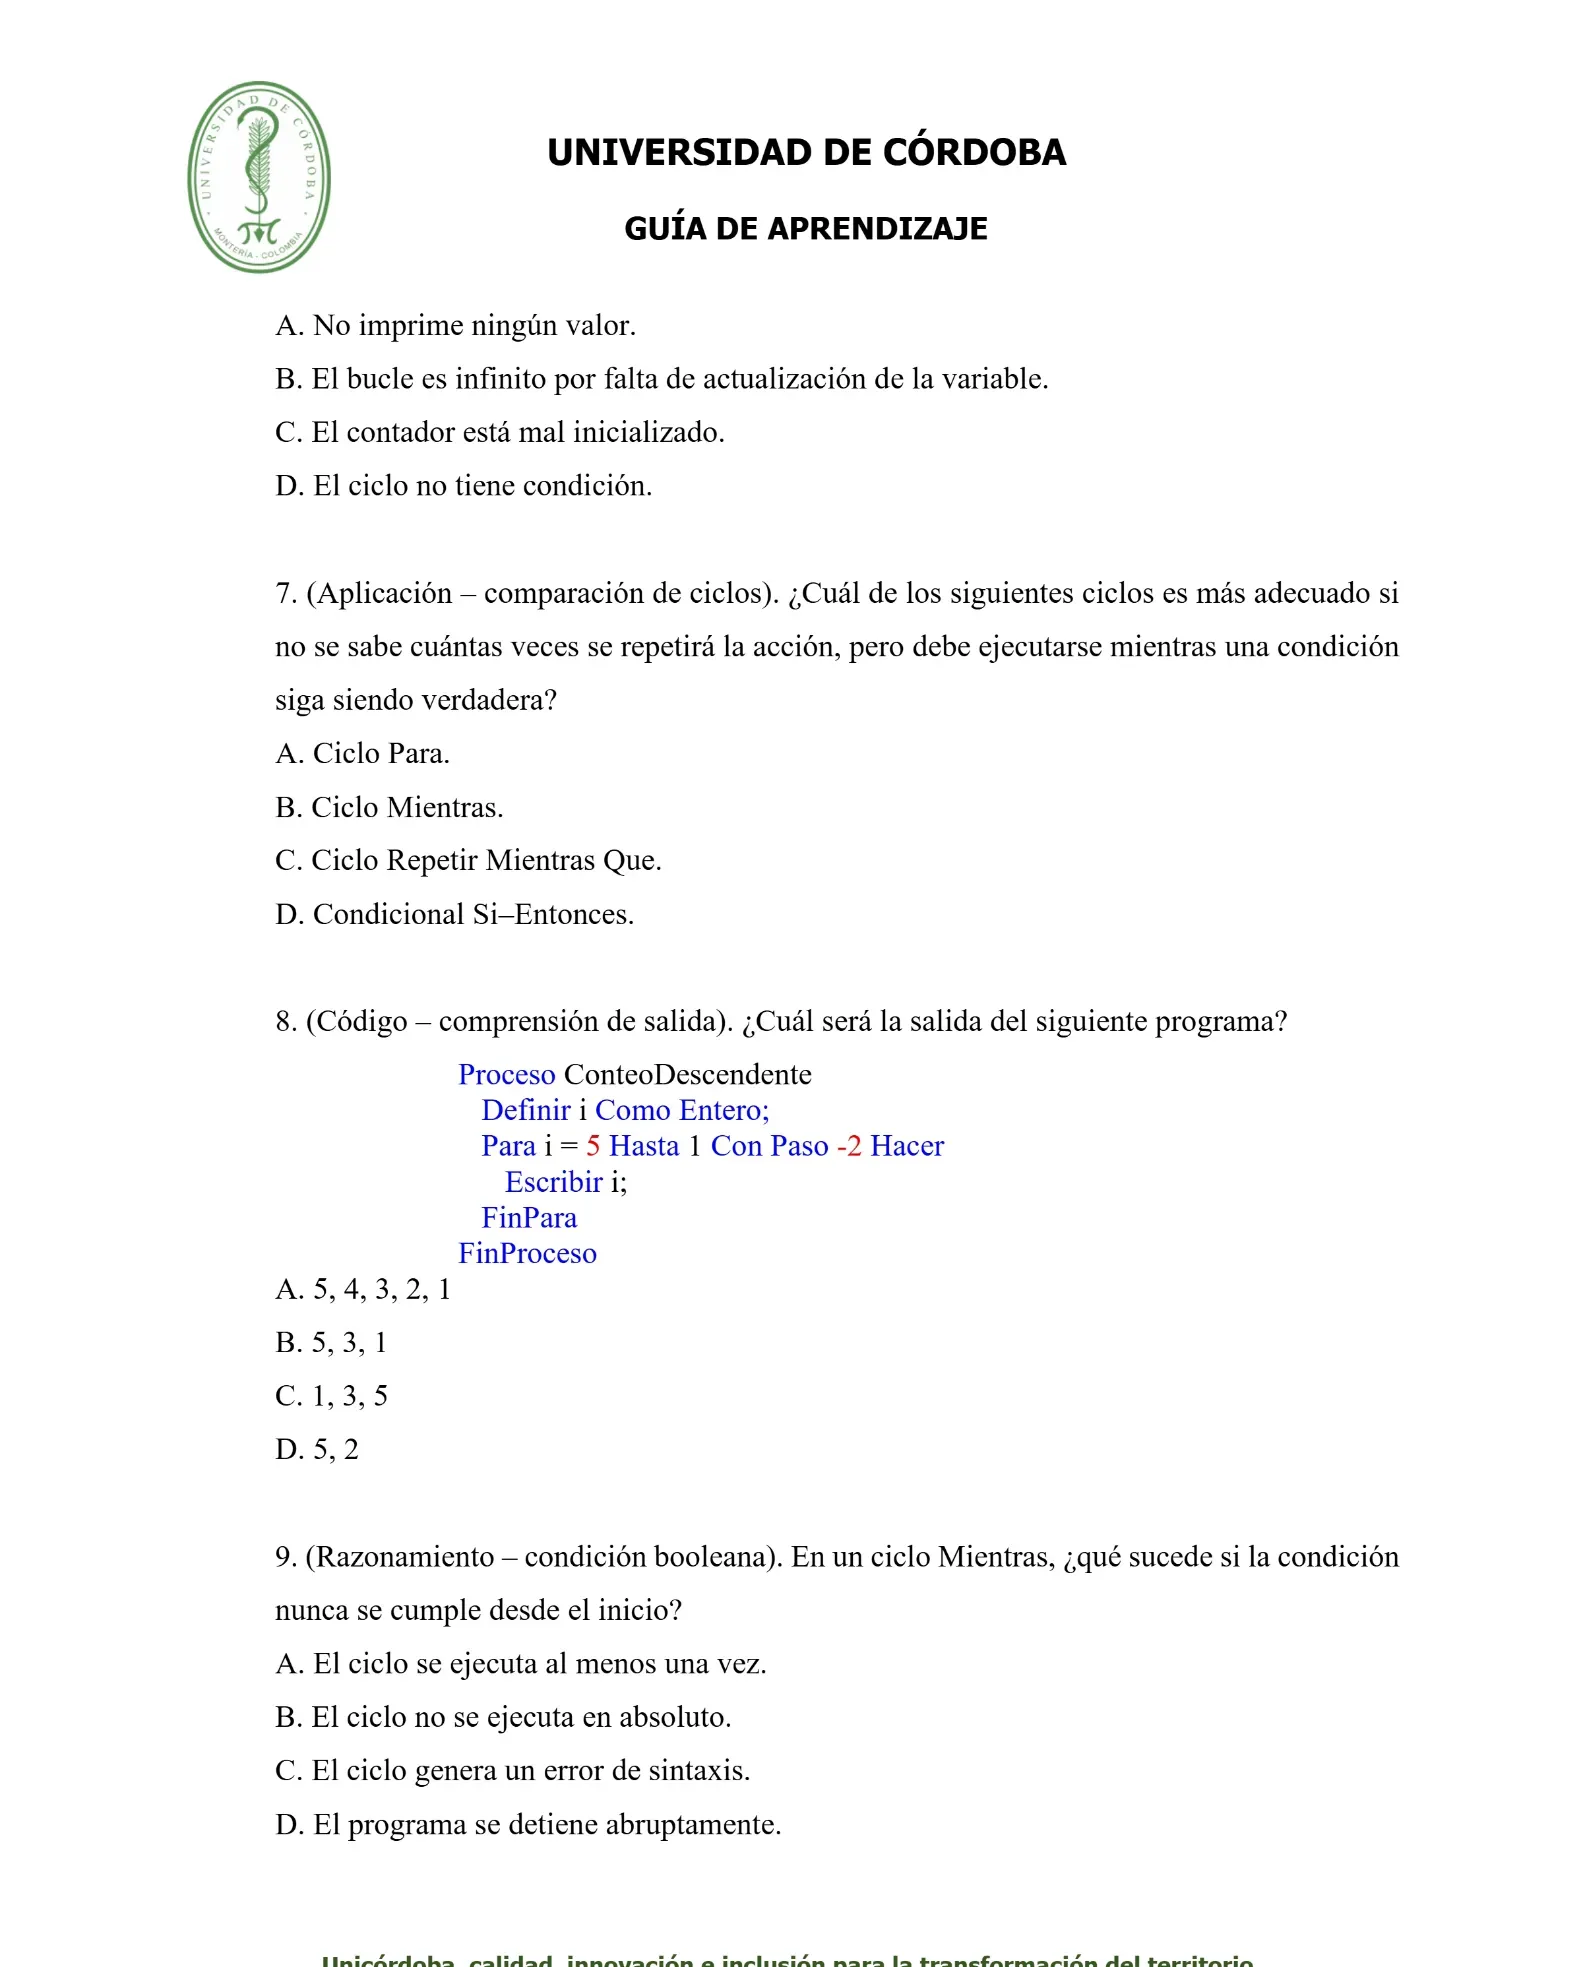 UNIVERSIDAD DE CÓRDOBA
MONTERÍA - COLOMBIA
UNIVERSIDAD DE CÓRDOBA
GUÍA DE APRENDIZAJE
A. No imprime ningún valor.
B. El bucle es infinito por falta de actualización de la variable.
C. El contador está mal inicializado.
D. El ciclo no tiene condición.
7. (Aplicación – comparación de ciclos). ¿Cuál de los siguientes ciclos es más adecuado si
no se sabe cuántas veces se repetirá la acción, pero debe ejecutarse mientras una condición
siga siendo verdadera?
A. Ciclo Para.
B. Ciclo Mientras.
C. Ciclo Repetir Mientras Que.
D. Condicional Si–Entonces.
8. (Código – comprensión de salida). ¿Cuál será la salida del siguiente programa?
Proceso ConteoDescendente
Definir i Como Entero;
Para i = 5 Hasta 1 Con Paso -2 Hacer
Escribir i;
FinPara
FinProceso
A. 5, 4, 3, 2, 1
B. 5, 3, 1
C. 1, 3, 5
D. 5, 2
9. (Razonamiento – condición booleana). En un ciclo Mientras, ¿qué sucede si la condición
nunca se cumple desde el inicio?
A. El ciclo se ejecuta al menos una vez.
B. El ciclo no se ejecuta en absoluto.
C. El ciclo genera un error de sintaxis.
D. El programa se detiene abruptamente.
Unicórdoba, calidad, innovación e inclusión para la transformación del territorio